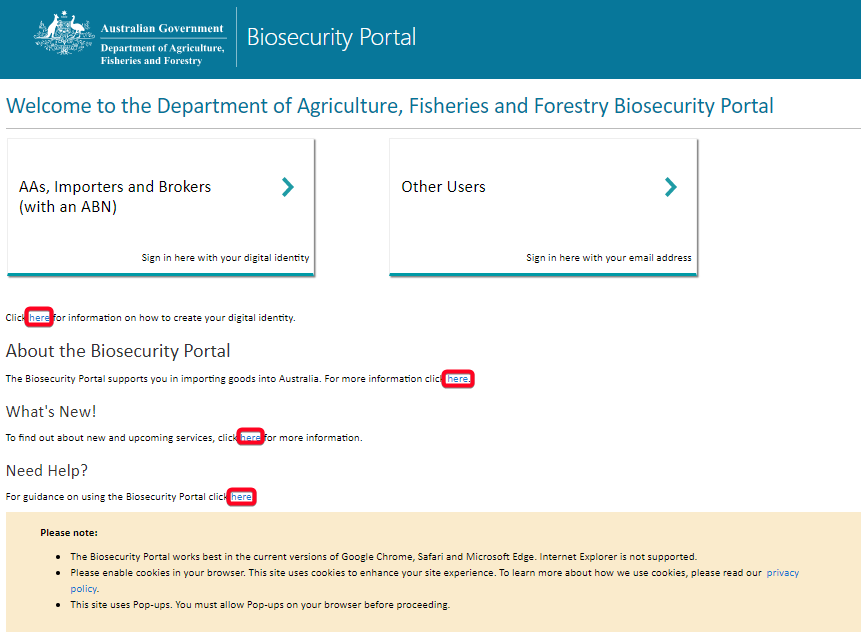 Australian Government
Department of Agriculture,
Fisheries and Forestry
Biosecurity Portal
Welcome to the Department of Agriculture, Fisheries and Forestry Biosecurity Portal
AAs, Importers and Brokers
(with an ABN)
Sign in here with your digital identity
Other Users
Sign in here with your email address
Click here for information on how to create your digital identity.
About the Biosecurity Portal
The Biosecurity Portal supports you in importing goods into Australia. For more information click here.
What's New!
To find out about new and upcoming services, click here for more information.
Need Help?
For guidance on using the Biosecurity Portal click here
Please note:
• The Biosecurity Portal works best in the current versions of Google Chrome, Safari and Microsoft Edge. Internet Explorer is not supported.
• Please enable cookies in your browser. This site uses cookies to enhance your site experience. To learn more about how we use cookies, please read our privacy
policy.
• This site uses Pop-ups. You must allow Pop-ups on your browser before proceeding.